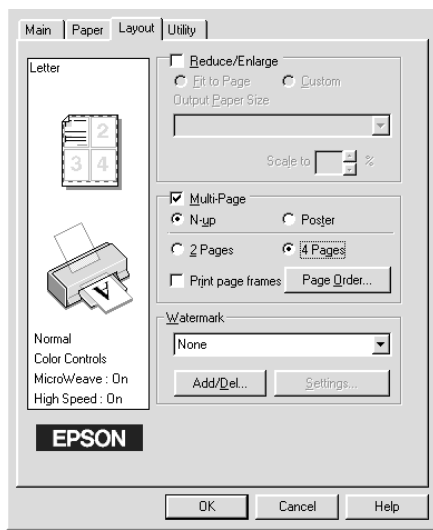 Main Paper Layout Utility
Letter
2
3 4
A
Normal
Color Controls
MicroWeave : On
High Speed : On
EPSON
Reduce/Enlarge
Fit to Page Custom
Output Paper Size
Scale to %
Multi-Page
N-up Poster
2 Pages 4 Pages
Print page frames Page Order...
Watermark
None
Add/Del... Settings...
OK Cancel Help